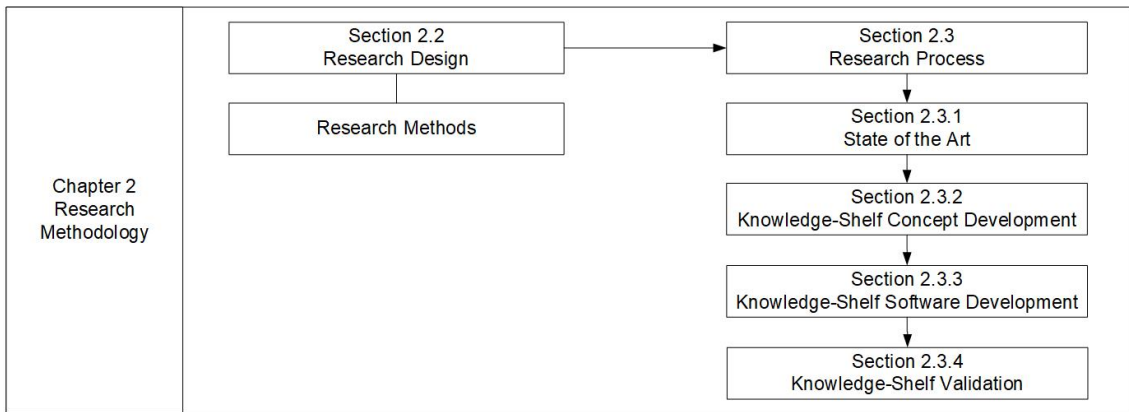 Chapter 2
Research
Methodology
Section 2.2
Research Design
Research Methods
Section 2.3
Research Process
Section 2.3.1
State of the Art
Section 2.3.2
Knowledge-Shelf Concept Development
Section 2.3.3
Knowledge-Shelf Software Development
Section 2.3.4
Knowledge-Shelf Validation